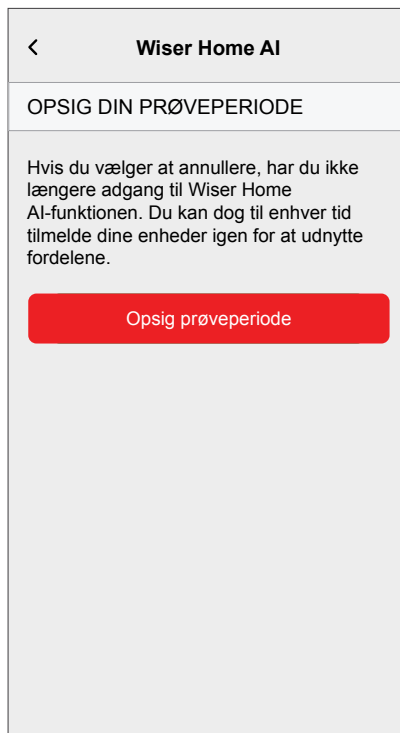 Wiser Home AI
OPSIG DIN PRØVEPERIODE
Hvis du vælger at annullere, har du ikke
længere adgang til Wiser Home
AI-funktionen. Du kan dog til enhver tid
tilmelde dine enheder igen for at udnytte
fordelene.
Opsig prøveperiode